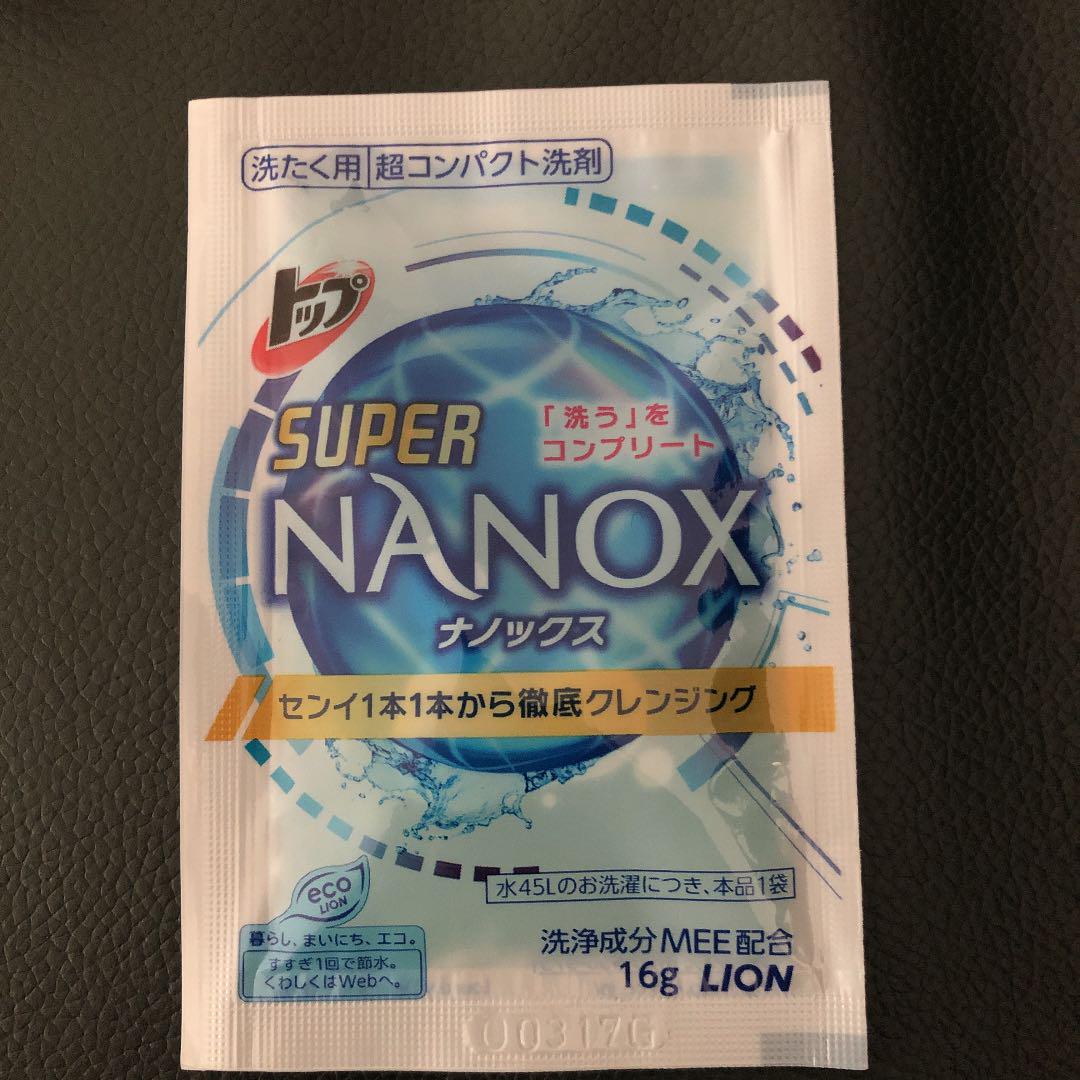 洗たく用 超コンパクト洗剤
トップ
SUPER
「洗う」を
コンプリート
NANOX
ナノックス
センイ1本1本から徹底クレンジング
水45Lのお洗濯につき、本品1袋
eco
LION
暮らし、まいにち、エコ。
すすぎ1回で節水。
くわしくはWebへ。
洗浄成分MEE配合
16g LION
0317G